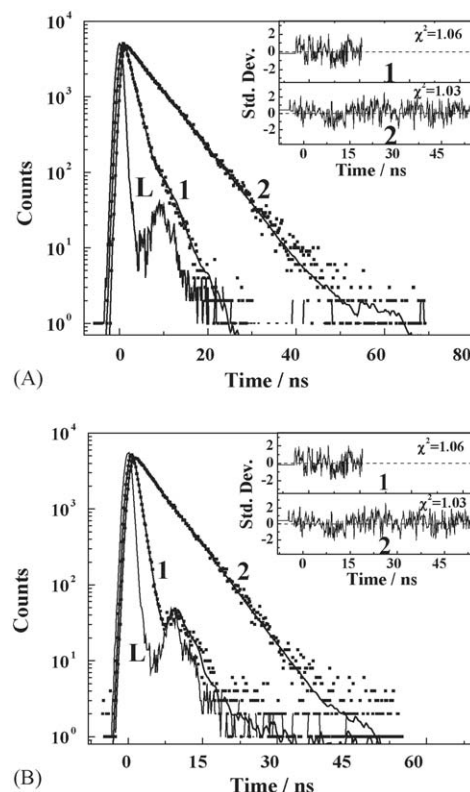 10⁵
10⁴
10³
10²
10¹
10⁰
Counts
L
1
2
0 20 40 60 80
Time / ns
(A)
Std. Dev.
2
0
-2
2
0
-2
χ²=1.06
1
χ²=1.03
2
0 15 30 45
Time / ns
10⁴
10³
10²
10¹
10⁰
Counts
L
1
2
0 15 30 45 60
Time / ns
(B)
Std. Dev.
2
0
-2
2
0
-2
χ²=1.06
1
χ²=1.03
2
0 15 30 45
Time / ns